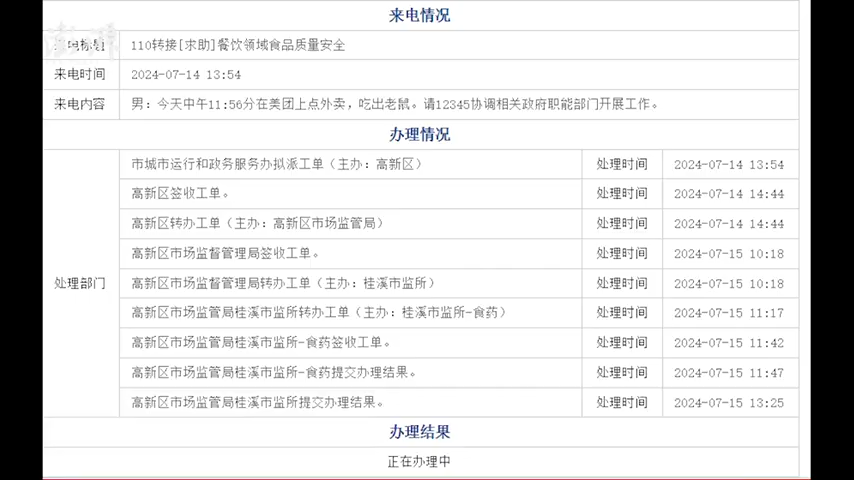 来电情况
来电标题 110转接[求助]餐饮领域食品质量安全
来电时间 2024-07-14 13:54
来电内容 男：今天中午11:56分在美团上点外卖，吃出老鼠。请12345协调相关政府职能部门开展工作。
办理情况
市城市运行和政务服务办拟派工单（主办：高新区） 处理时间 2024-07-14 13:54
高新区签收工单。 处理时间 2024-07-14 14:44
高新区转办工单（主办：高新区市场监管局） 处理时间 2024-07-14 14:44
高新区市场监督管理局签收工单。 处理时间 2024-07-15 10:18
处理部门 高新区市场监督管理局转办工单（主办：桂溪市监所） 处理时间 2024-07-15 10:18
高新区市场监管局桂溪市监所转办工单（主办：桂溪市监所-食药） 处理时间 2024-07-15 11:17
高新区市场监管局桂溪市监所-食药签收工单。 处理时间 2024-07-15 11:42
高新区市场监管局桂溪市监所-食药提交办理结果。 处理时间 2024-07-15 11:47
高新区市场监管局桂溪市监所提交办理结果。 处理时间 2024-07-15 13:25
办理结果
正在办理中